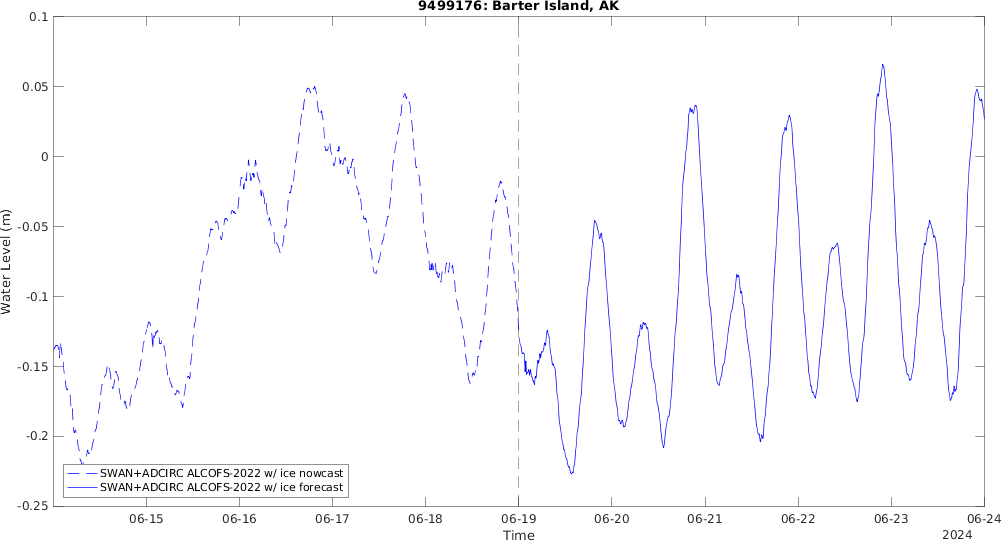 9499176: Barter Island, AK
0.1
0.05
0
-0.05
-0.1
-0.15
-0.2
-0.25
Water Level (m)
SWAN+ADCIRC ALCOFS-2022 w/ ice nowcast
SWAN+ADCIRC ALCOFS-2022 w/ ice forecast
06-15 06-16 06-17 06-18 06-19 06-20 06-21 06-22 06-23 06-24
Time
2024